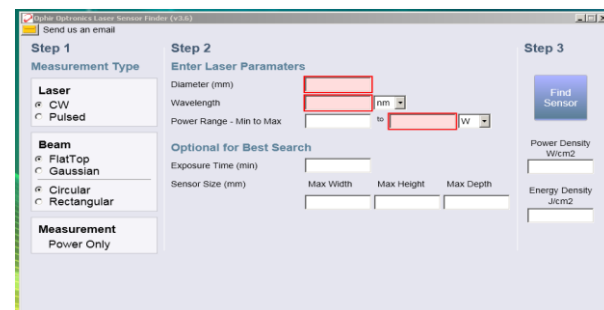 Ophir Optronics Laser Sensor Finder (v3.6)
Send us an email
Step 1
Measurement Type
Laser
CW
Pulsed
Beam
FlatTop
Gaussian
Circular
Rectangular
Measurement
Power Only
Step 2
Enter Laser Paramaters
Diameter (mm)
Wavelength
nm
Power Range - Min to Max
to
W
Optional for Best Search
Exposure Time (min)
Sensor Size (mm)
Max Width
Max Height
Max Depth
Step 3
Find
Sensor
Power Density
W/cm2
Energy Density
J/cm2